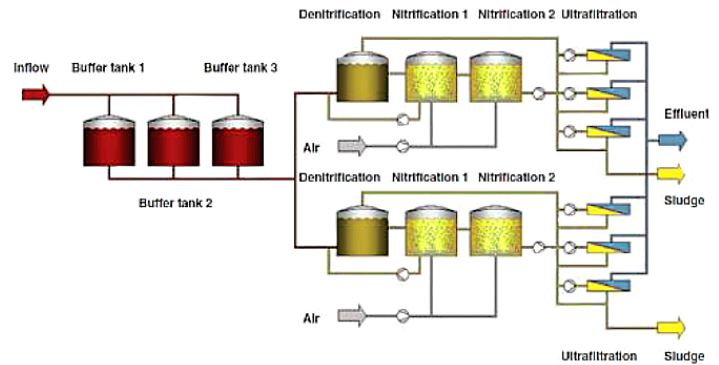 Denitrification Nitrification 1 Nitrification 2 Ultrafiltration
Inflow Buffer tank 1 Buffer tank 3
Effluent
Air
Denitrification Nitrification 1 Nitrification 2
Sludge
Buffer tank 2
Air
Ultrafiltration Sludge